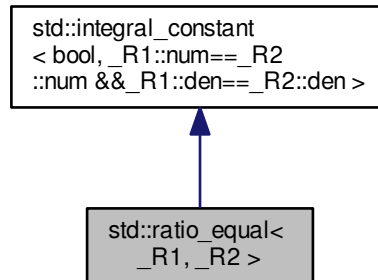 std::integral_constant
< bool, _R1::num==_R2
::num &&_R1::den==_R2::den >
std::ratio_equal<
_R1, _R2 >